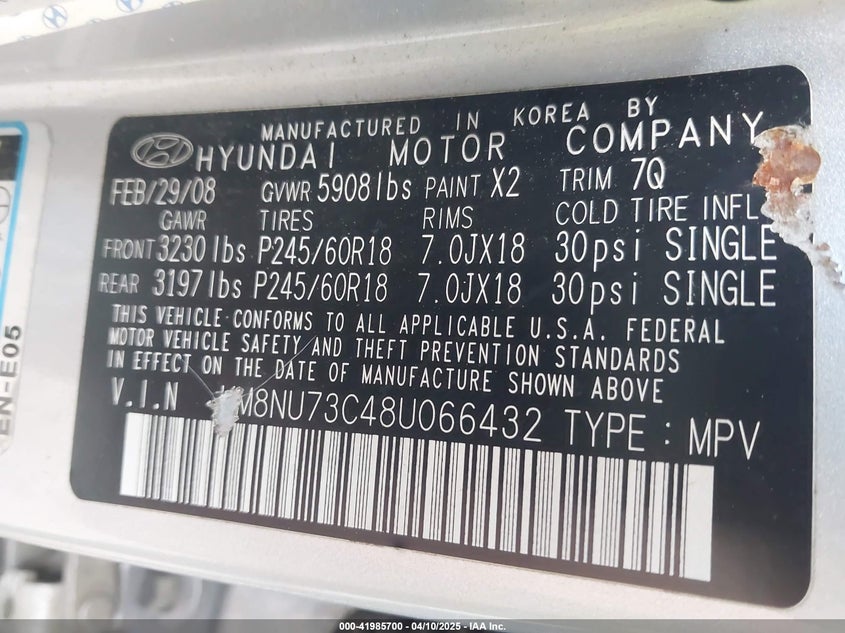 MANUFACTURED IN KOREA BY
HYUNDAI MOTOR COMPANY
FEB/29/08 GVWR 5908lbs PAINT X2 TRIM 7Q
GAWR TIRES RIMS COLD TIRE INFL
FRONT 3230 lbs P245/60R18 7.0JX18 30psi SINGLE
REAR 3197 lbs P245/60R18 7.0JX18 30psi SINGLE
THIS VEHICLE CONFORMS TO ALL APPLICABLE U.S.A. FEDERAL
MOTOR VEHICLE SAFETY AND THEFT PREVENTION STANDARDS
IN EFFECT ON THE DATE OF MANUFACTURE SHOWN ABOVE
V.I.N M8NU73C48U066432 TYPE : MPV
EN-E05
000-41985700 - 04/10/2025 - IAA Inc.